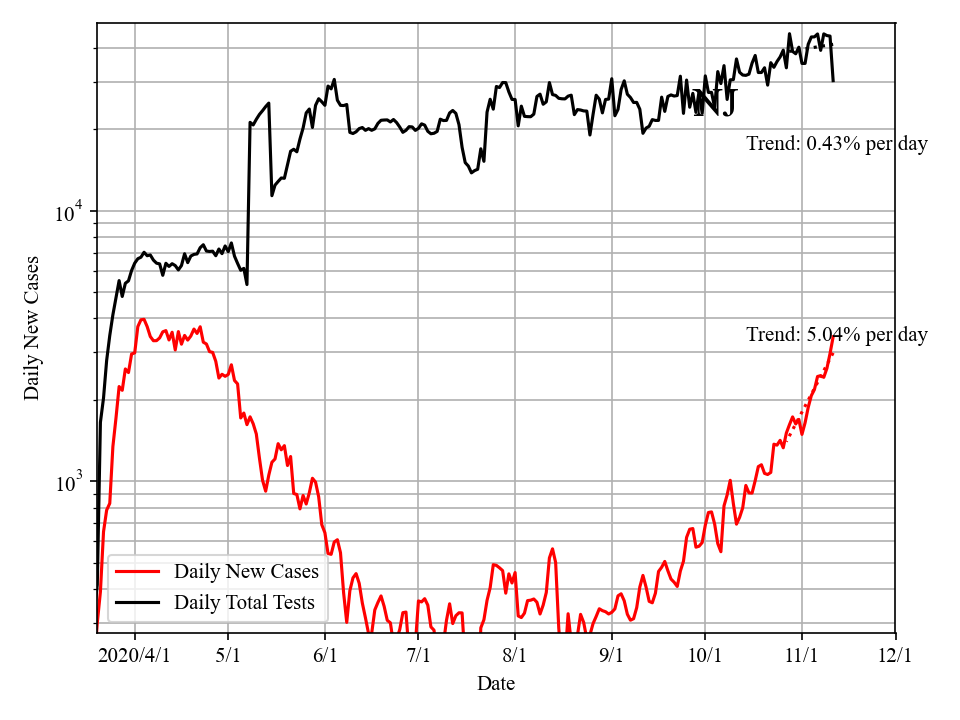 NJ
Trend: 0.43% per day
10^4
Trend: 5.04% per day
Daily New Cases
10^3
Daily New Cases
Daily Total Tests
2020/4/1 5/1 6/1 7/1 8/1 9/1 10/1 11/1 12/1
Date